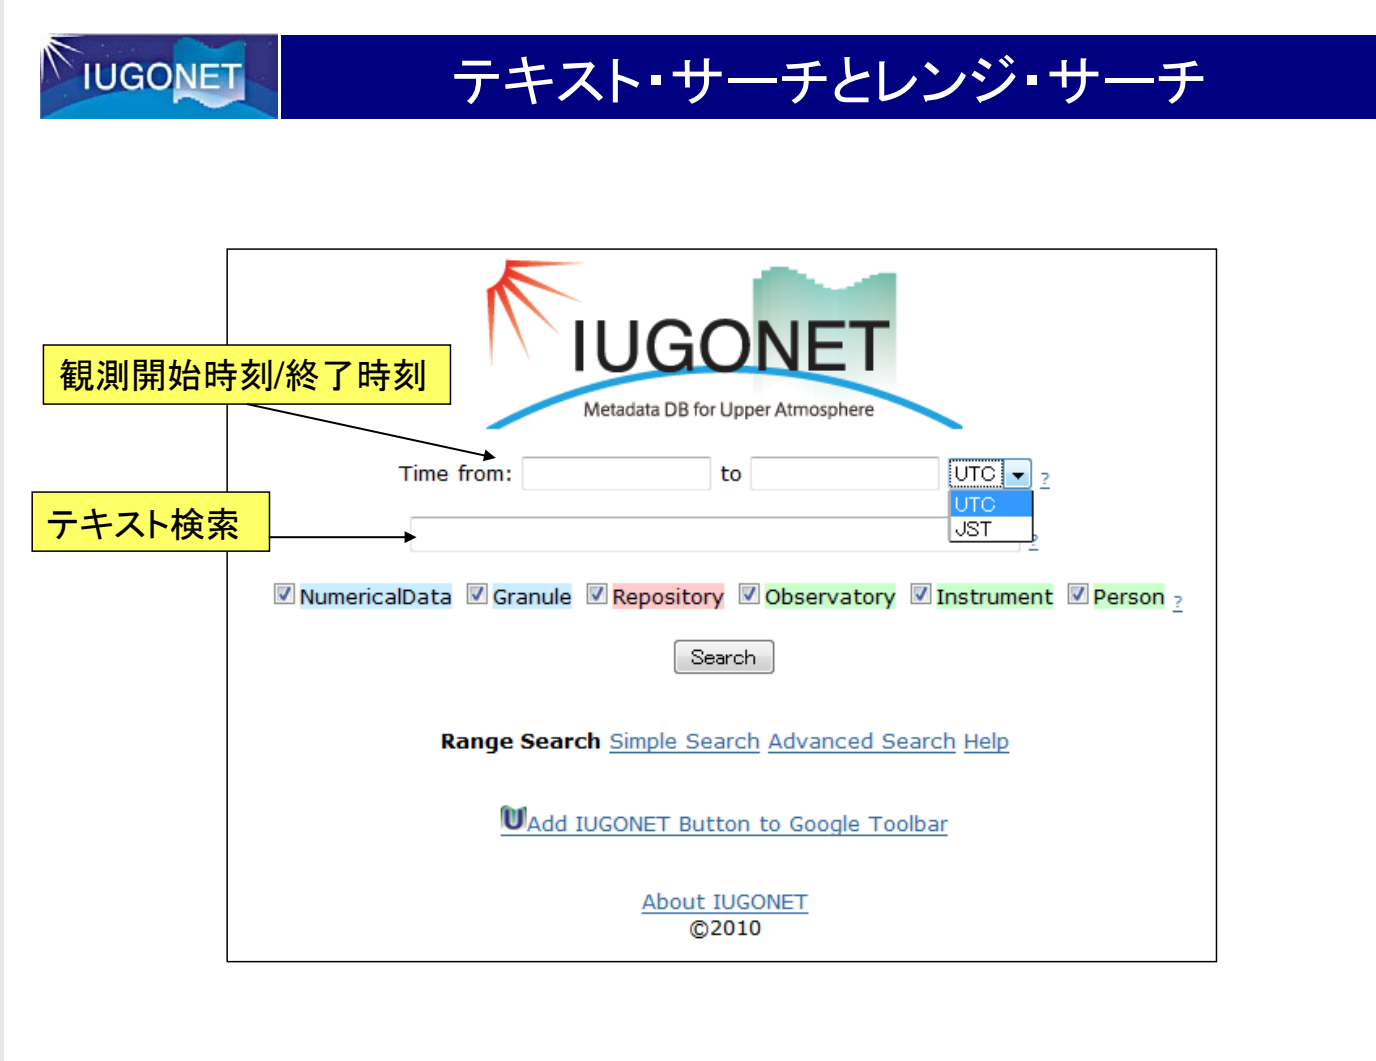 IUGONET
テキスト・サーチとレンジ・サーチ
IUGONET
Metadata DB for Upper Atmosphere
観測開始時刻/終了時刻
Time from: to UTC ?
UTC
JST
テキスト検索
?
NumericalData Granule Repository Observatory Instrument Person ?
Search
Range Search Simple Search Advanced Search Help
U Add IUGONET Button to Google Toolbar
About IUGONET
©2010